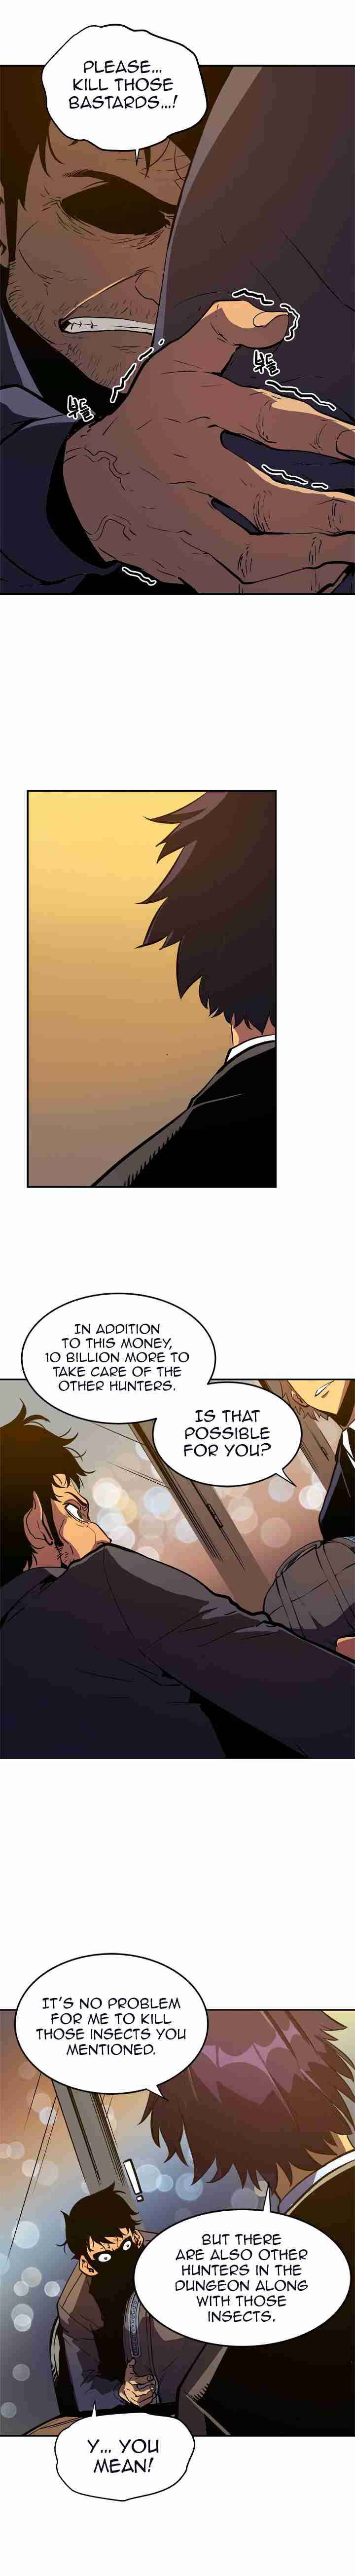 PLEASE...
KILL THOSE
BASTARDS...!
부들
부들
IN ADDITION
TO THIS MONEY,
10 BILLION MORE TO
TAKE CARE OF THE
OTHER HUNTERS.
IS THAT
POSSIBLE
FOR YOU?
IT'S NO PROBLEM
FOR ME TO KILL
THOSE INSECTS YOU
MENTIONED.
!
BUT THERE
ARE ALSO OTHER
HUNTERS IN THE
DUNGEON ALONG
WITH THOSE
INSECTS.
Y... YOU
MEAN!